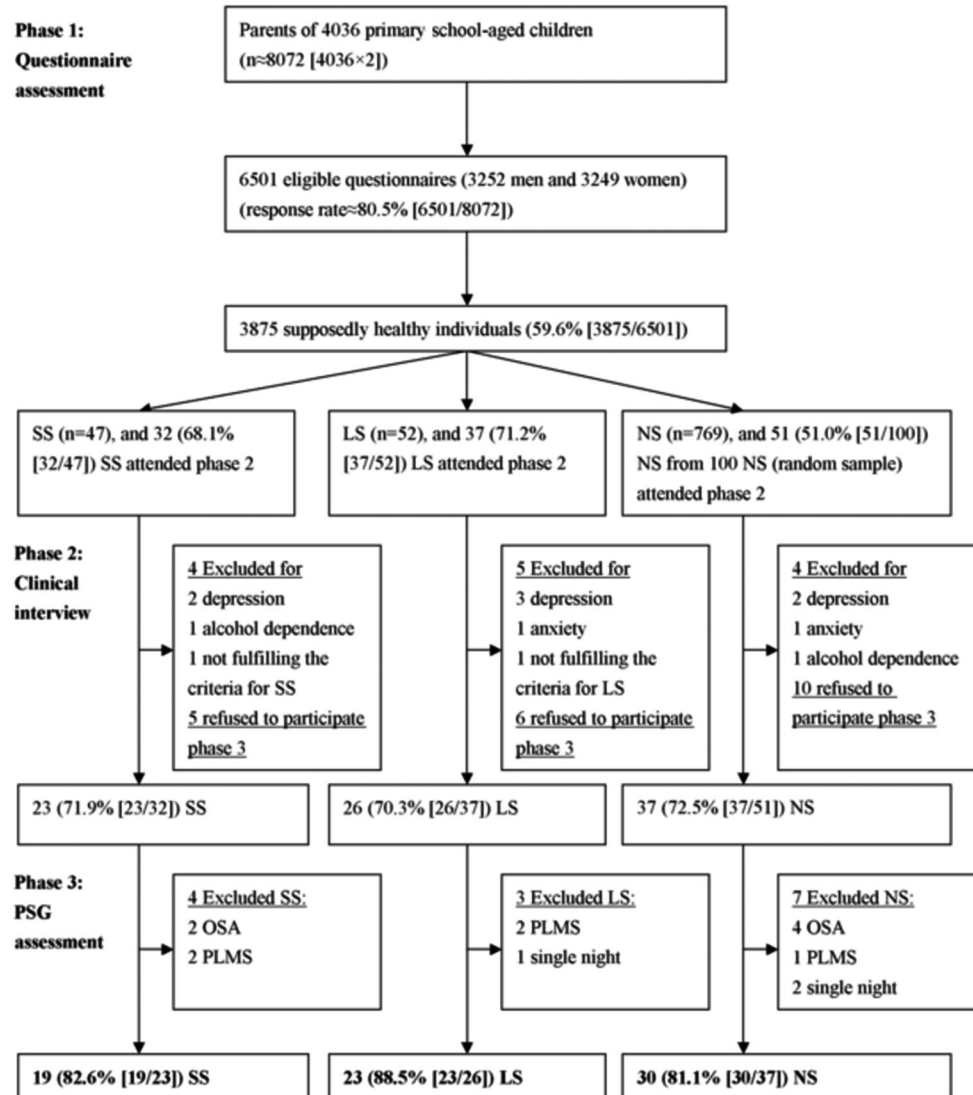 Phase 1:
Questionnaire
assessment
Parents of 4036 primary school-aged children
(n≈8072 [4036×2])
6501 eligible questionnaires (3252 men and 3249 women)
(response rate≈80.5% [6501/8072])
3875 supposedly healthy individuals (59.6% [3875/6501])
SS (n=47), and 32 (68.1%
[32/47]) SS attended phase 2
LS (n=52), and 37 (71.2%
[37/52]) LS attended phase 2
NS (n=769), and 51 (51.0% [51/100])
NS from 100 NS (random sample)
attended phase 2
Phase 2:
Clinical
interview
4 Excluded for
2 depression
1 alcohol dependence
1 not fulfilling the
criteria for SS
5 refused to participate
phase 3
5 Excluded for
3 depression
1 anxiety
1 not fulfilling the
criteria for LS
6 refused to participate
phase 3
4 Excluded for
2 depression
1 anxiety
1 alcohol dependence
10 refused to
participate phase 3
23 (71.9% [23/32]) SS
26 (70.3% [26/37]) LS
37 (72.5% [37/51]) NS
Phase 3:
PSG
assessment
4 Excluded SS:
2 OSA
2 PLMS
3 Excluded LS:
2 PLMS
1 single night
7 Excluded NS:
4 OSA
1 PLMS
2 single night
19 (82.6% [19/23]) SS
23 (88.5% [23/26]) LS
30 (81.1% [30/37]) NS